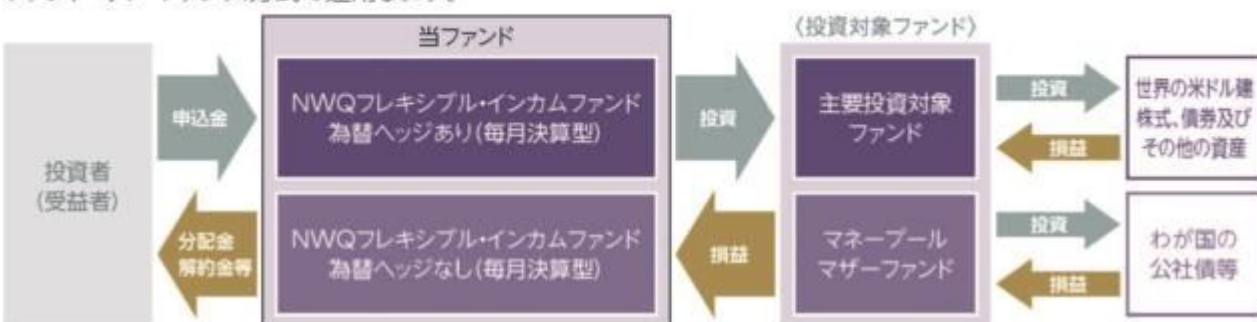 当ファンド
〈投資対象ファンド〉
投資者
(受益者)
申込金
分配金
解約金等
NWQフレキシブル・インカムファンド
為替ヘッジあり(毎月決算型)
NWQフレキシブル・インカムファンド
為替ヘッジなし(毎月決算型)
投資
損益
主要投資対象
ファンド
マネープール
マザーファンド
投資
損益
投資
損益
世界の米ドル建
株式、債券及び
その他の資産
わが国の
公社債等